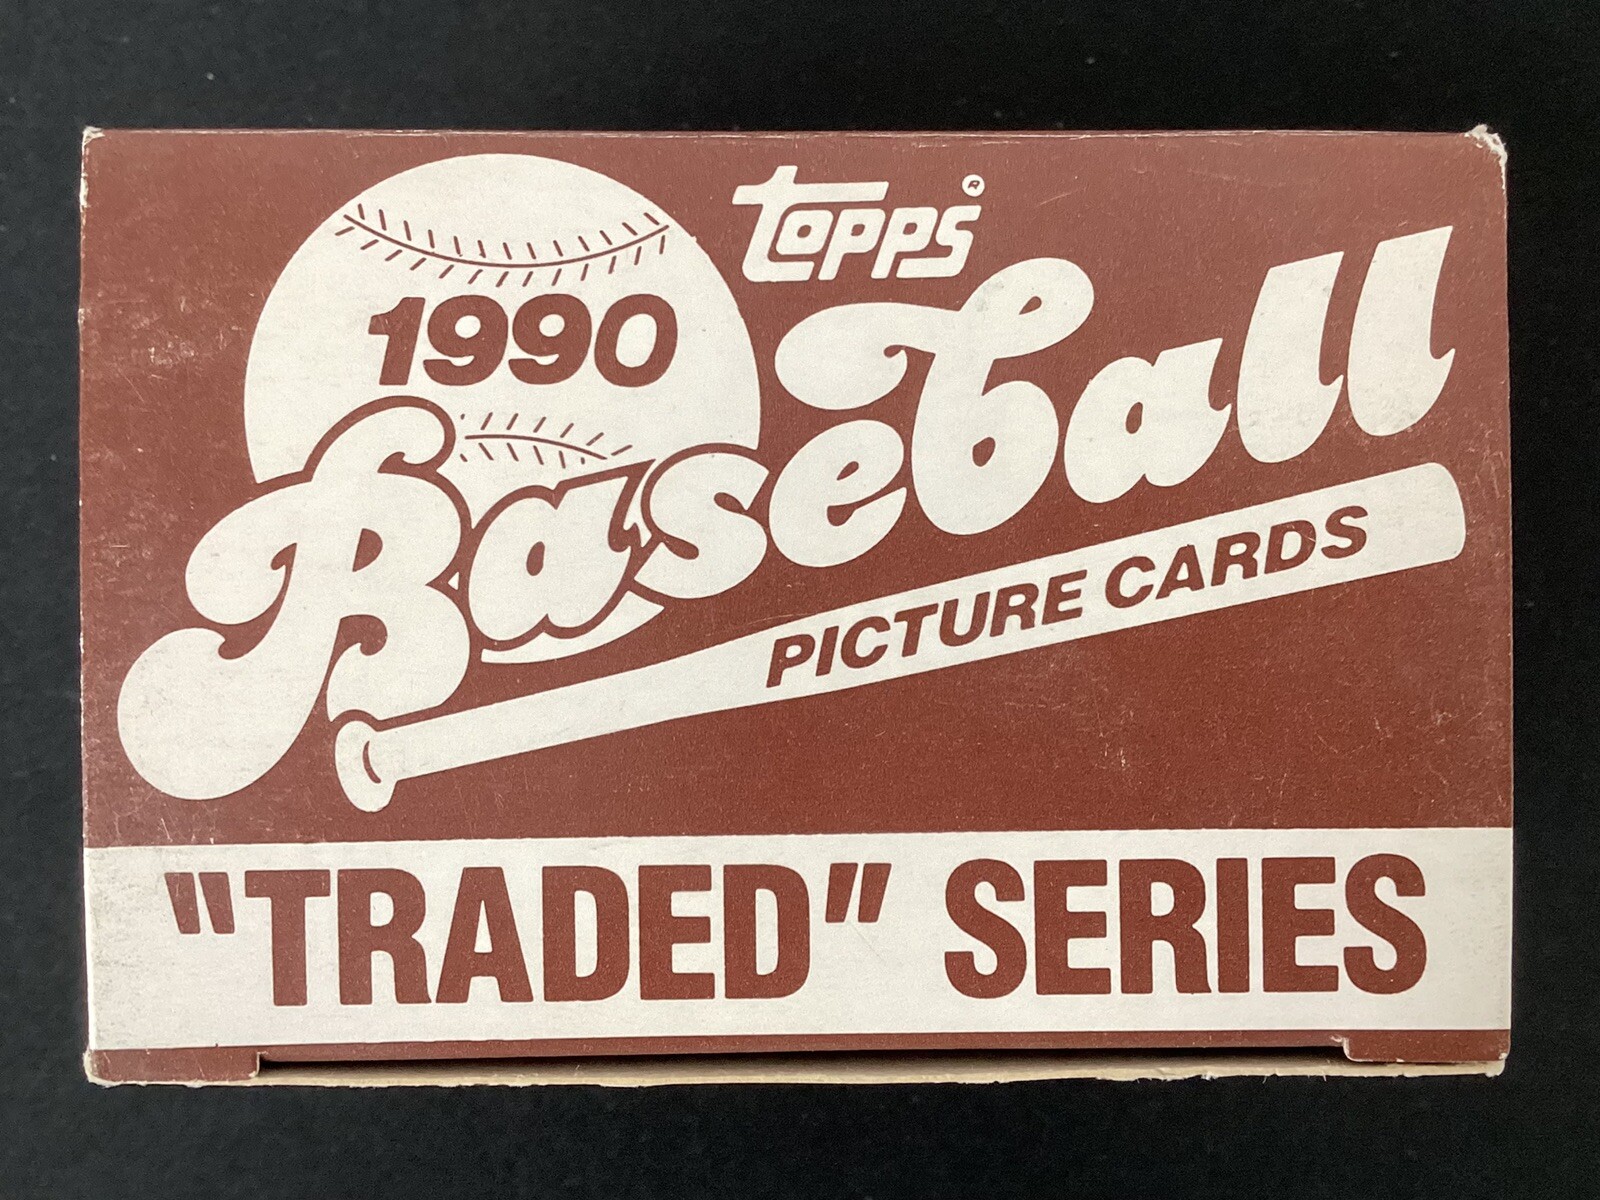 topps®
1990
Baseball
PICTURE CARDS
"TRADED" SERIES